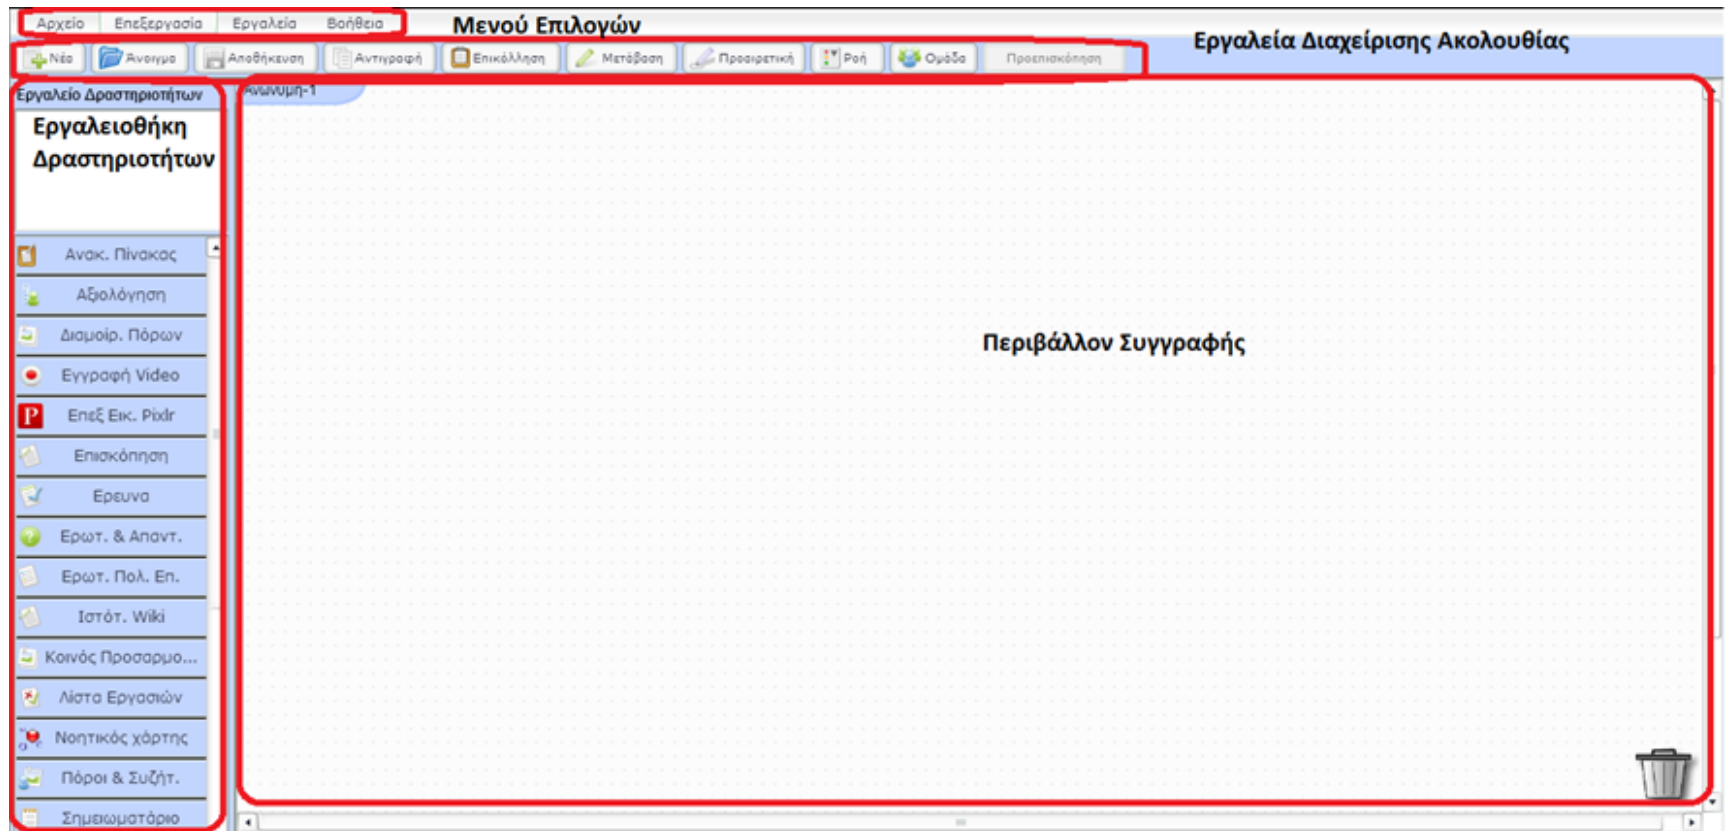 Αρχείο Επεξεργασία Εργαλεία Βοήθεια
Μενού Επιλογών
Εργαλεία Διαχείρισης Ακολουθίας
Νέο Άνοιγμα Αποθήκευση Αντιγραφή Επικόλληση Μετάβαση Προαιρετική Ροή Ομάδα Προεπισκόπηση
Εργαλείο Δραστηριοτήτων
Ανώνυμη-1
Εργαλειοθήκη
Δραστηριοτήτων
Περιβάλλον Συγγραφής
Ανακ. Πίνακας
Αξιολόγηση
Διαμοίρ. Πόρων
Εγγραφή Video
Επεξ Εικ. Pixlr
Επισκόπηση
Ερευνα
Ερωτ. & Απαντ.
Ερωτ. Πολ. Επ.
Ιστότ. Wiki
Κοινός Προσαρμο...
Λίστα Εργασιών
Νοητικός χάρτης
Πόροι & Συζήτ.
Σημειωματάριο